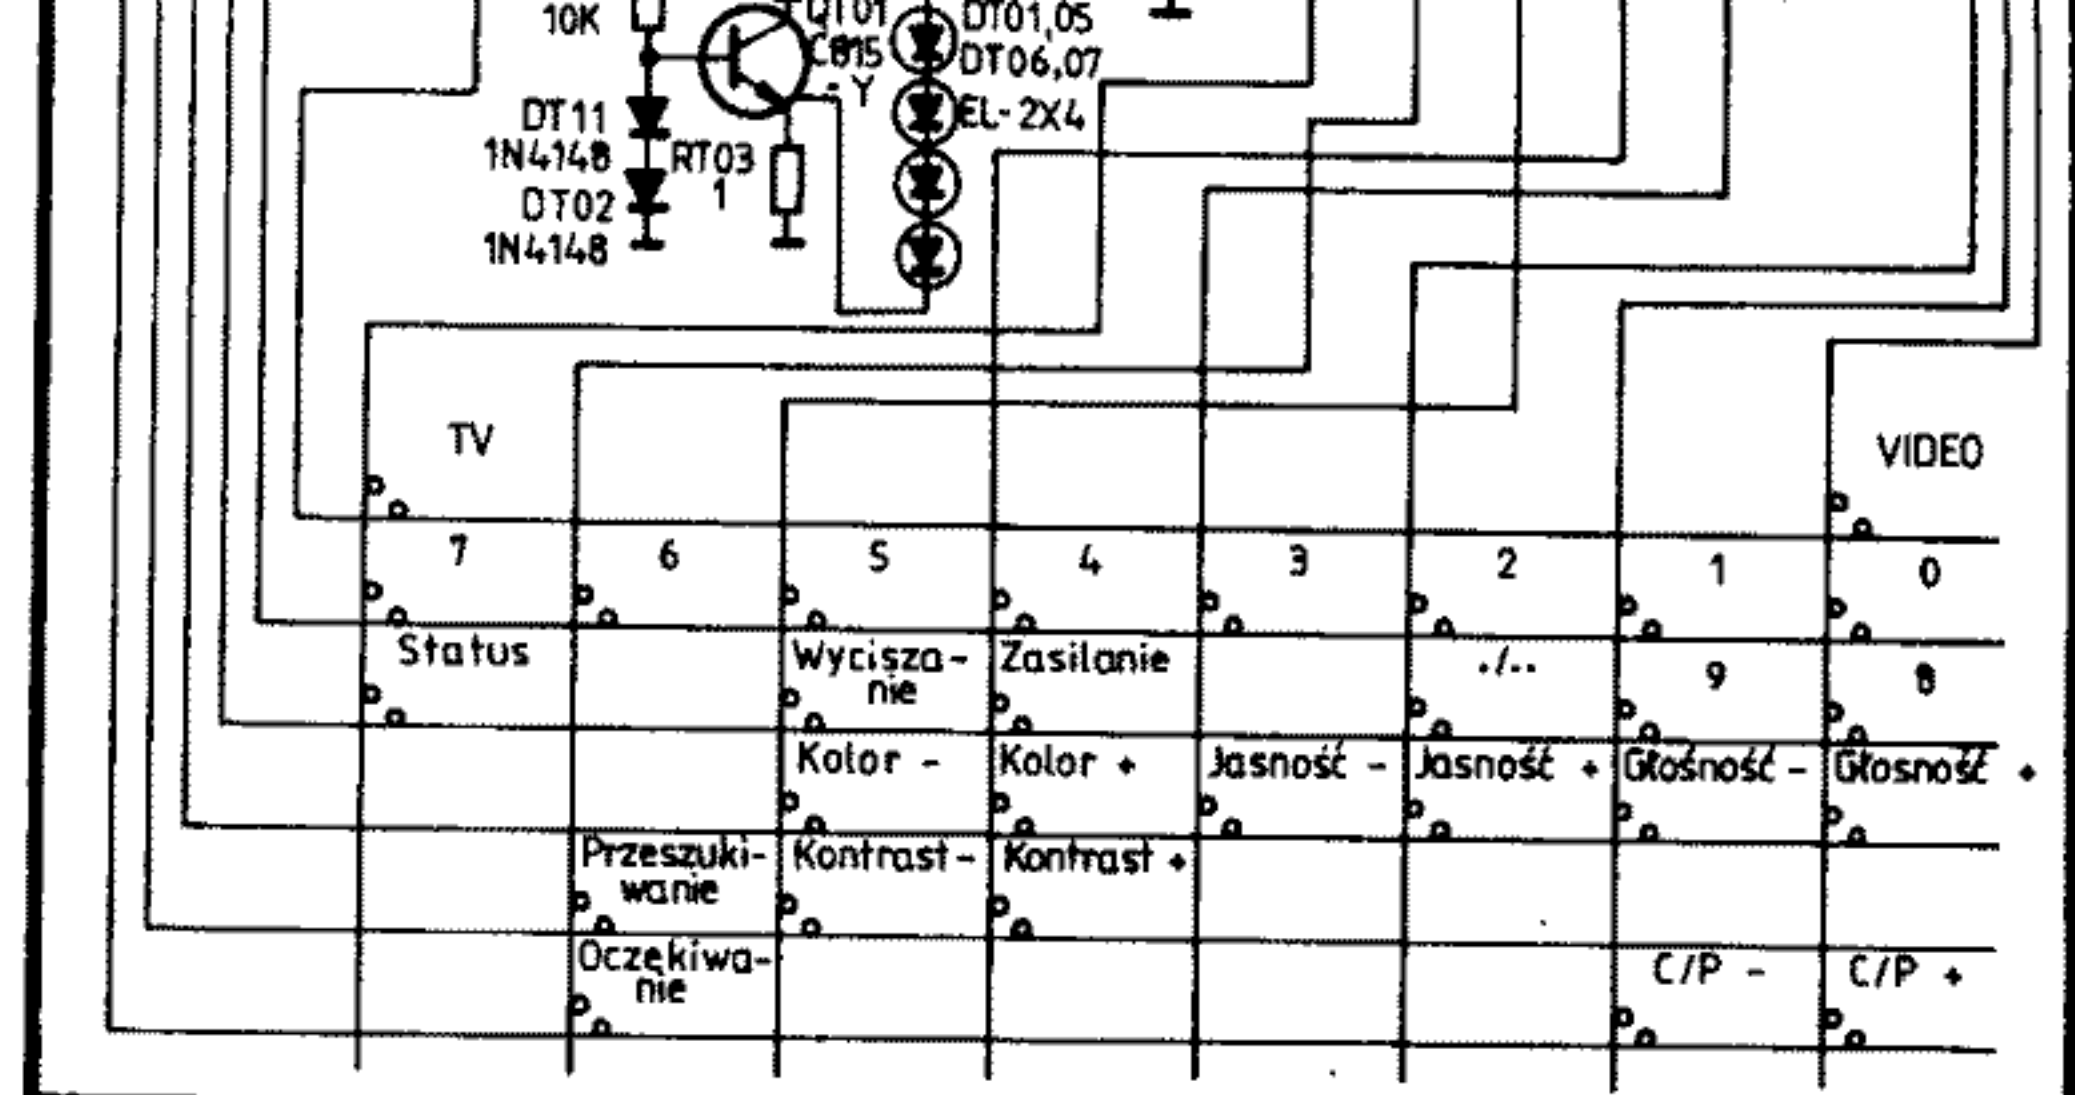 10K
QT01
C815
-Y
DT01,05
DT06,07
EL-2X4
DT11
1N4148
RT03
1
DT02
1N4148
TV
VIDEO
7 6 5 4 3 2 1 0
Status
Wycisza-
nie
Zasilanie
./..
9
8
Kolor -
Kolor +
Jasność -
Jasność +
Głośność -
Głosność +
Przeszuki-
wanie
Kontrast-
Kontrast +
Oczekiwa-
nie
C/P -
C/P +